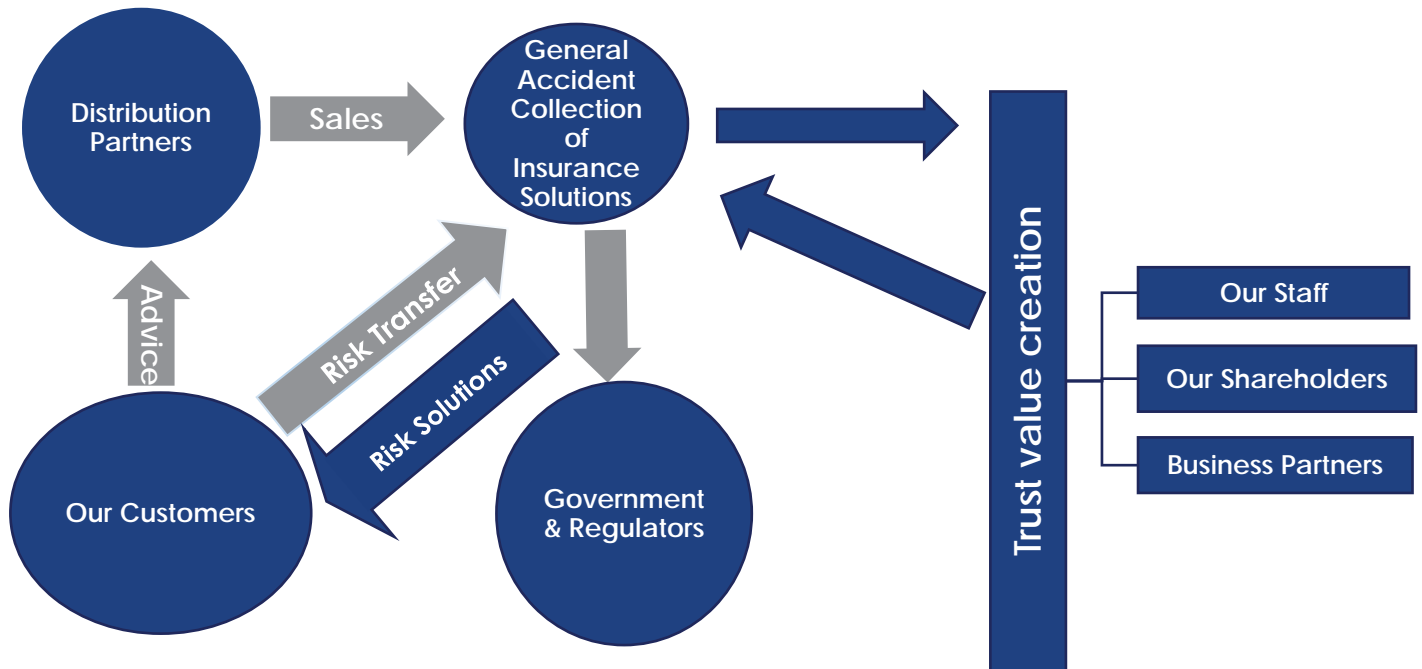 Distribution
Partners
Sales
General
Accident
Collection
of
Insurance
Solutions
Advice
Risk Transfer
Risk Solutions
Our Customers
Government
& Regulators
Trust value creation
Our Staff
Our Shareholders
Business Partners